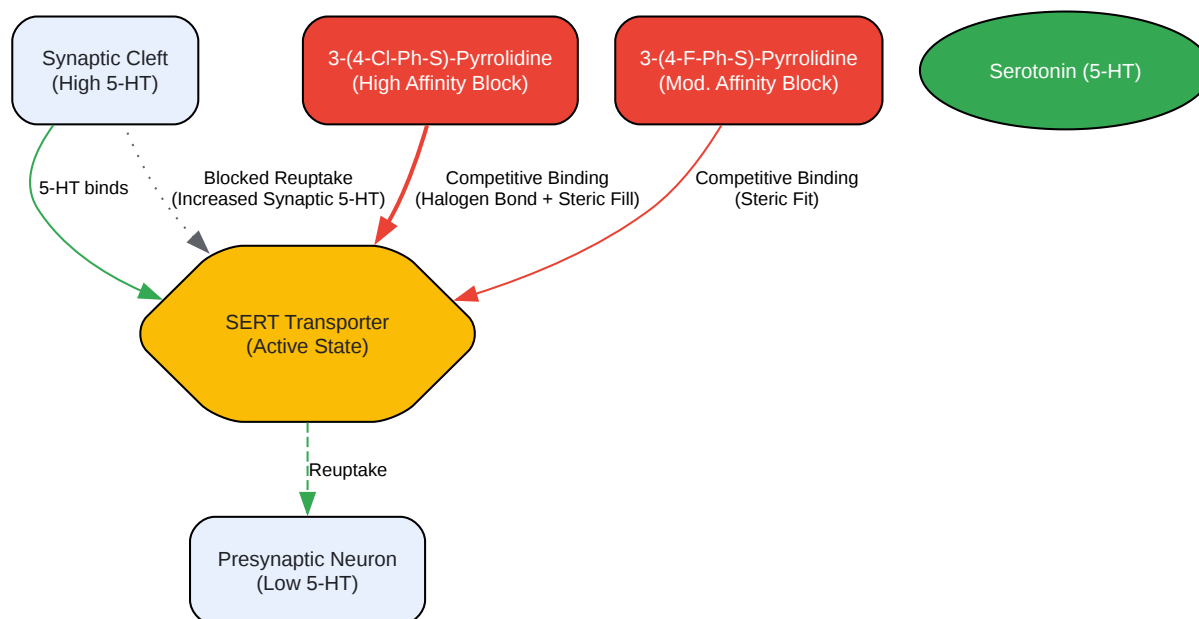 Synaptic Cleft
(High 5-HT)
3-(4-Cl-Ph-S)-Pyrrolidine
(High Affinity Block)
3-(4-F-Ph-S)-Pyrrolidine
(Mod. Affinity Block)
Serotonin (5-HT)
5-HT binds
Blocked Reuptake
(Increased Synaptic 5-HT)
Competitive Binding
(Halogen Bond + Steric Fill)
Competitive Binding
(Steric Fit)
SERT Transporter
(Active State)
Reuptake
Presynaptic Neuron
(Low 5-HT)